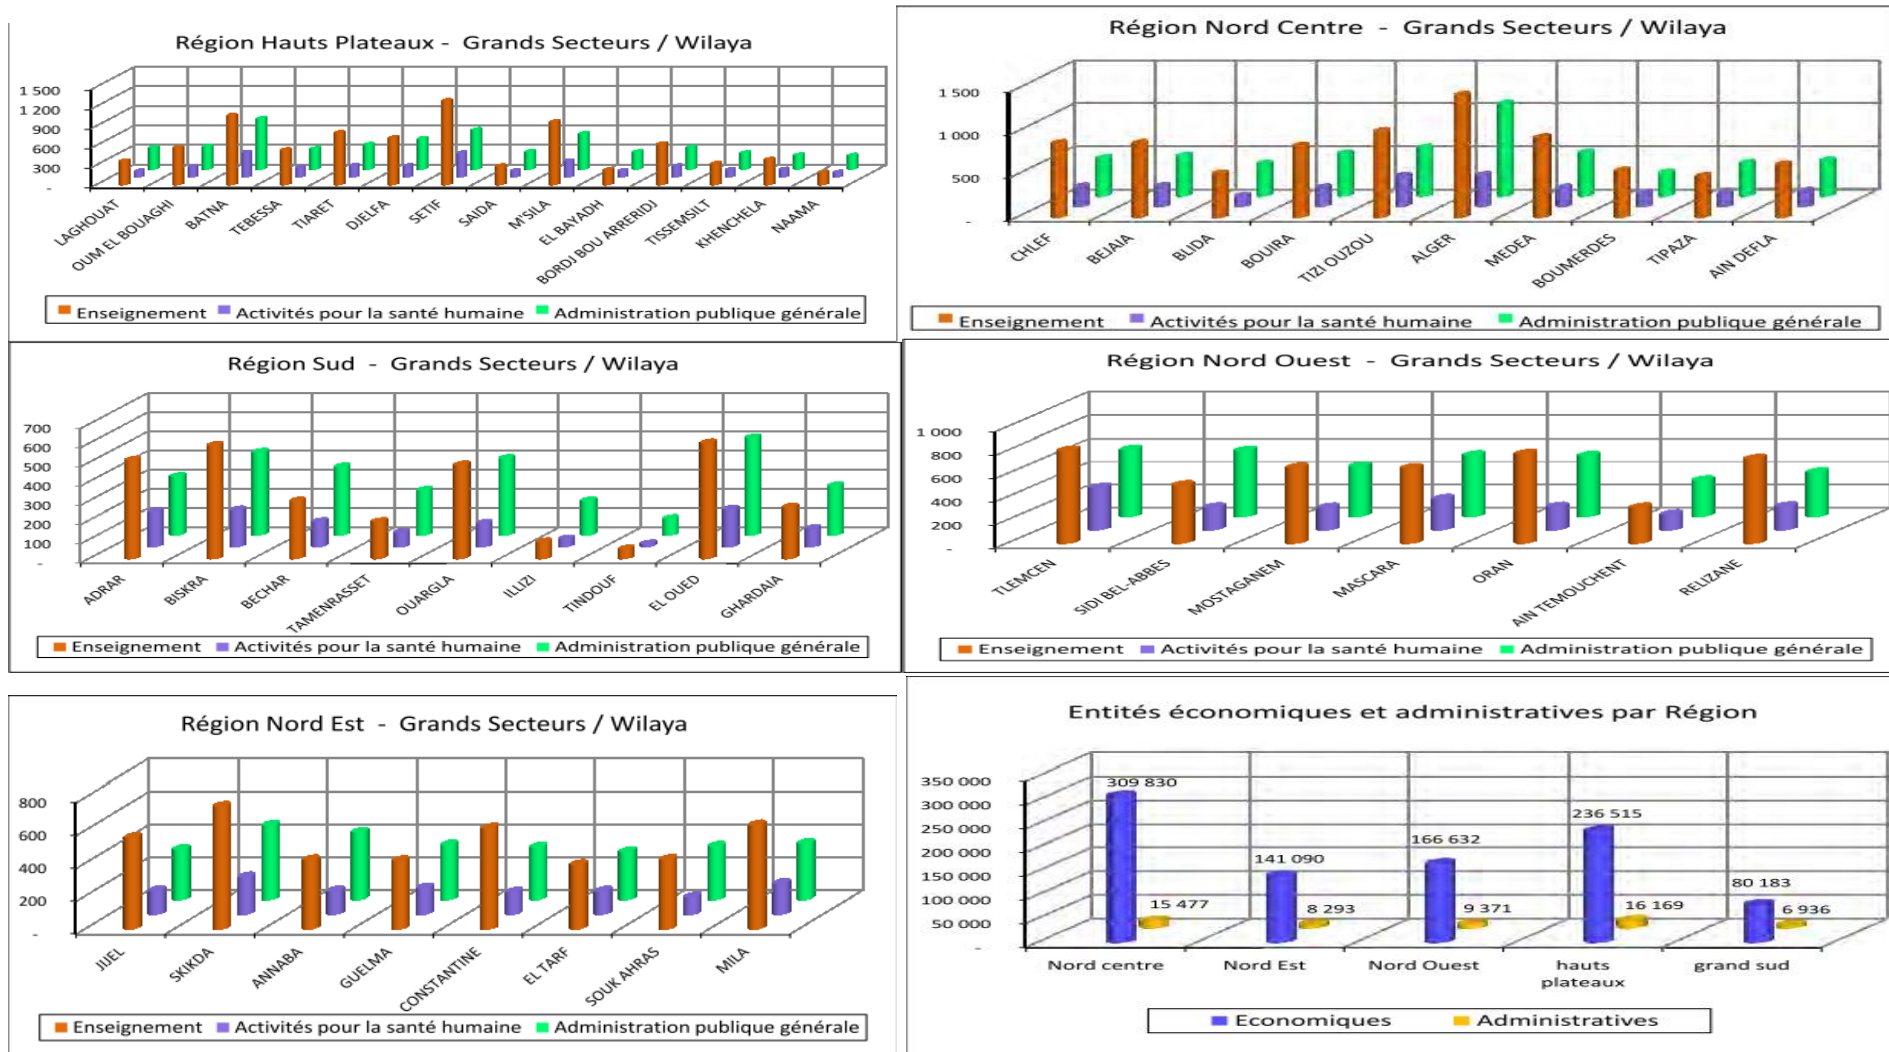 Région Hauts Plateaux - Grands Secteurs / Wilaya
1 500
1 200
900
600
300
-
LAGHOUAT
OUM EL BOUAGHI
BATNA
TEBESSA
TIARET
DJELFA
SETIF
SAIDA
M'SILA
EL BAYADH
BORDJ BOU ARRERIDJ
TISSEMSILT
KHENCHELA
NAAMA
Enseignement Activités pour la santé humaine Administration publique générale
Région Nord Centre - Grands Secteurs / Wilaya
1 500
1 000
500
-
CHLEF
BEJAIA
BLIDA
BOUIRA
TIZI OUZOU
ALGER
MEDEA
BOUMERDES
TIPAZA
AIN DEFLA
Enseignement Activités pour la santé humaine Administration publique générale
Région Sud - Grands Secteurs / Wilaya
700
600
500
400
300
200
100
-
ADRAR
BISKRA
BECHAR
TAMENRASSET
OUARGLA
ILLIZI
TINDOUF
EL OUED
GHARDAIA
Enseignement Activités pour la santé humaine Administration publique générale
Région Nord Ouest - Grands Secteurs / Wilaya
1 000
800
600
400
200
-
TLEMCEN
SIDI BEL-ABBES
MOSTAGANEM
MASCARA
ORAN
AIN TEMOUCHENT
RELIZANE
Enseignement Activités pour la santé humaine Administration publique générale
Région Nord Est - Grands Secteurs / Wilaya
800
600
400
200
-
JIJEL
SKIKDA
ANNABA
GUELMA
CONSTANTINE
EL TARF
SOUK AHRAS
MILA
Enseignement Activités pour la santé humaine Administration publique générale
Entités économiques et administratives par Région
350 000
300 000
250 000
200 000
150 000
100 000
50 000
-
309 830
15 477
141 090
8 293
166 632
9 371
236 515
16 169
80 183
6 936
Nord centre
Nord Est
Nord Ouest
hauts
plateaux
grand sud
Economiques Administratives